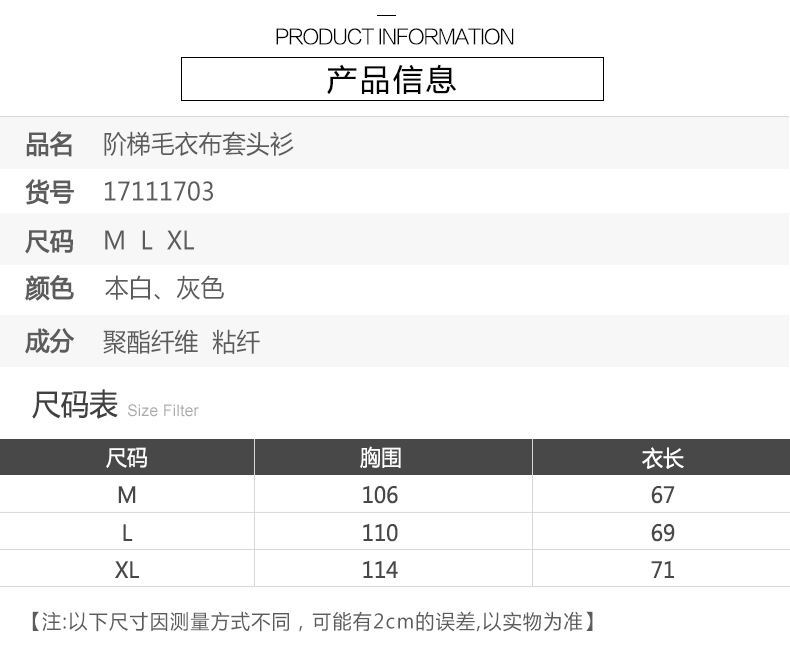 PRODUCT INFORMATION
产品信息
品名 阶梯毛衣布套头衫
货号 17111703
尺码 M L XL
颜色 本白、灰色
成分 聚酯纤维 粘纤
尺码表 Size Filter
尺码 胸围 衣长
M 106 67
L 110 69
XL 114 71
【注:以下尺寸因测量方式不同，可能有2cm的误差,以实物为准】